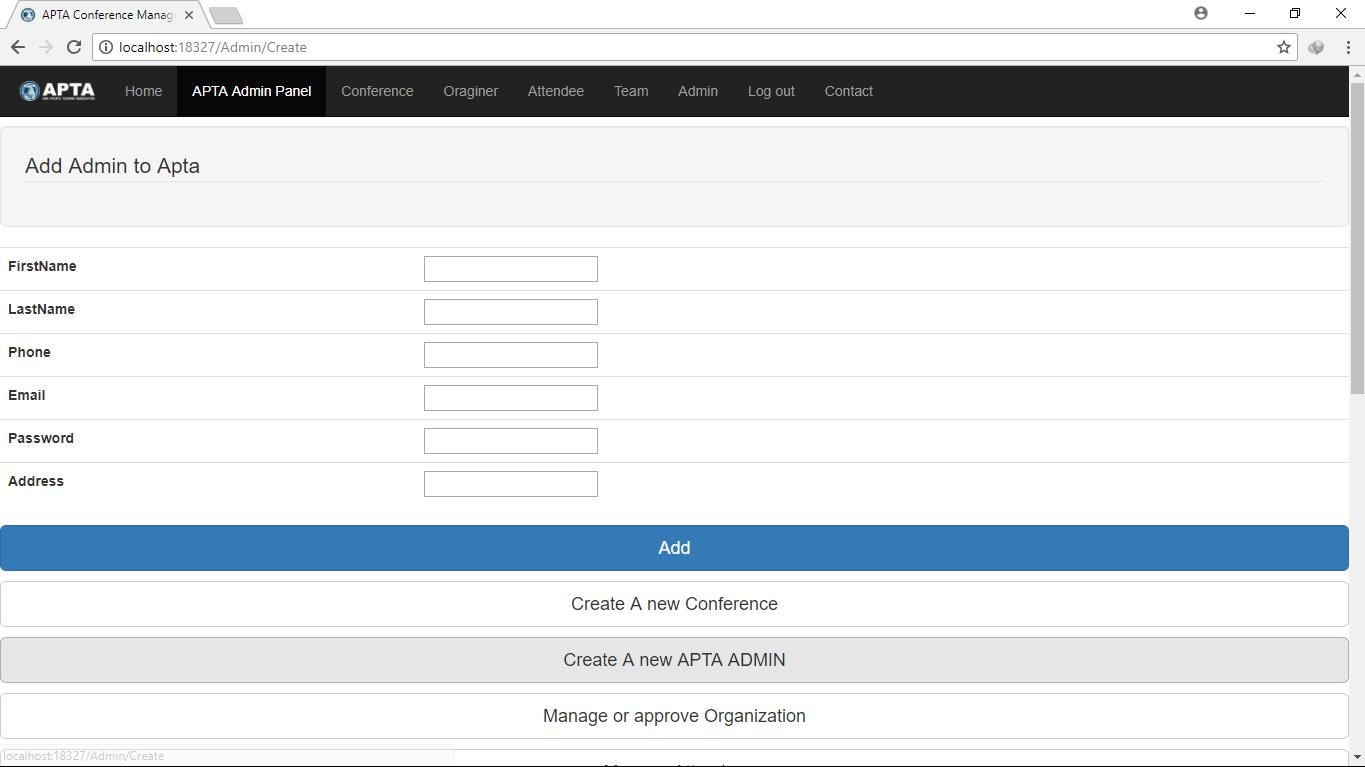 APTA Conference Manag
localhost:18327/Admin/Create
APTA Home APTA Admin Panel Conference Oraginer Attendee Team Admin Log out Contact
Add Admin to Apta
FirstName
LastName
Phone
Email
Password
Address
Add
Create A new Conference
Create A new APTA ADMIN
Manage or approve Organization
localhost:18327/Admin/Create